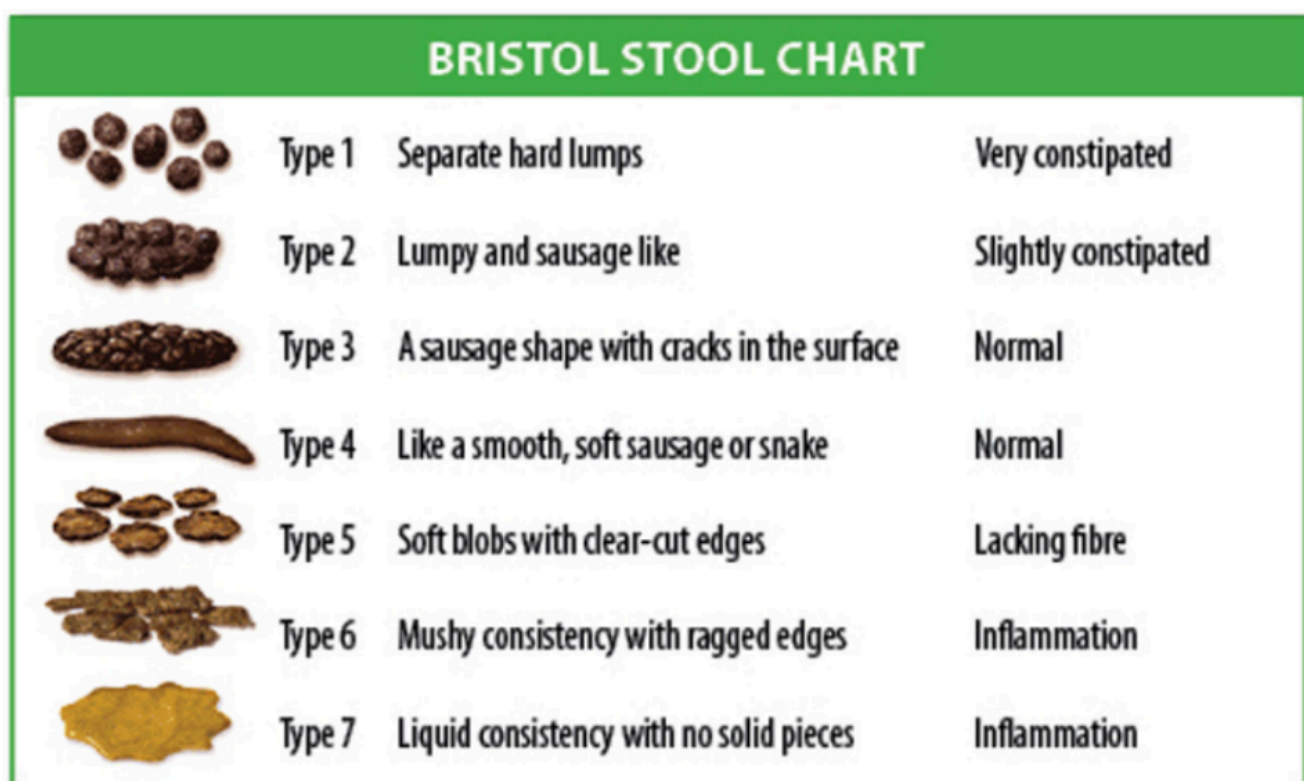 BRISTOL STOOL CHART
Type 1 Separate hard lumps Very constipated
Type 2 Lumpy and sausage like Slightly constipated
Type 3 A sausage shape with cracks in the surface Normal
Type 4 Like a smooth, soft sausage or snake Normal
Type 5 Soft blobs with clear-cut edges Lacking fibre
Type 6 Mushy consistency with ragged edges Inflammation
Type 7 Liquid consistency with no solid pieces Inflammation